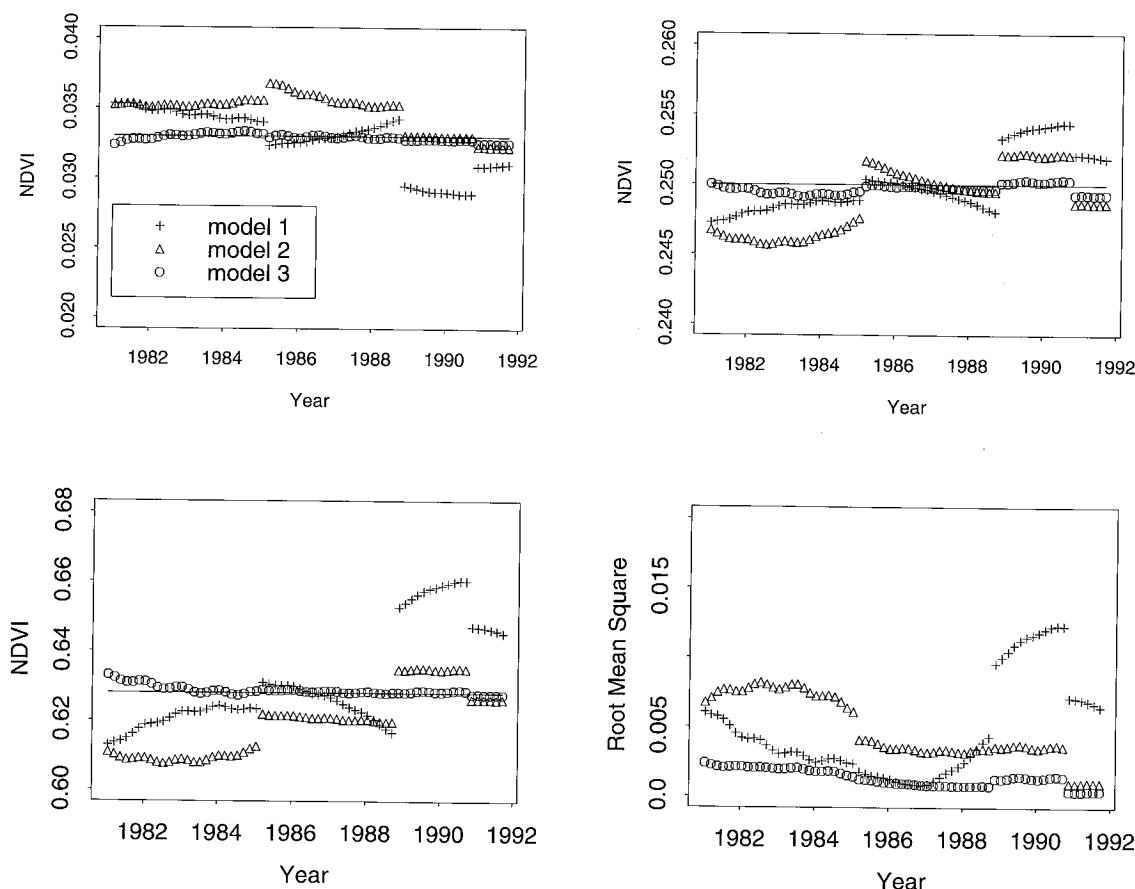 0.040
0.035
0.030
0.025
0.020
NDVI
model 1
model 2
model 3
1982 1984 1986 1988 1990 1992
Year
0.260
0.255
0.250
0.245
0.240
NDVI
1982 1984 1986 1988 1990 1992
Year
0.68
0.66
0.64
0.62
0.60
NDVI
1982 1984 1986 1988 1990 1992
Year
0.015
0.005
0.0
Root Mean Square
1982 1984 1986 1988 1990 1992
Year